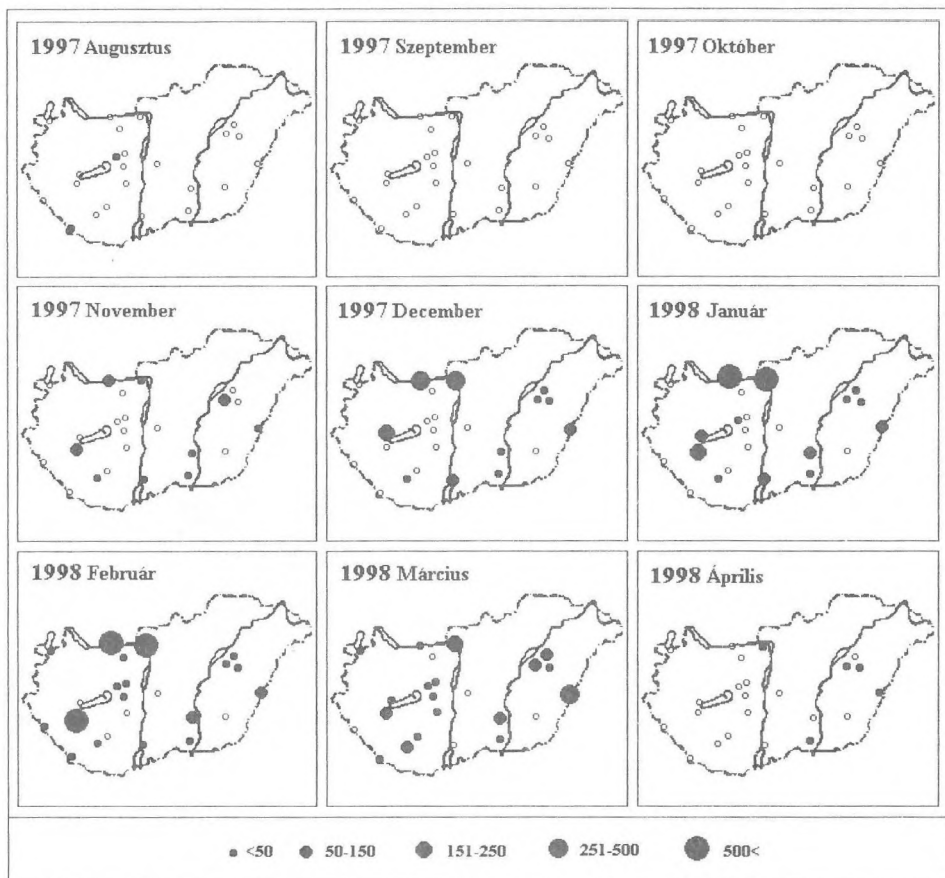 1997 Augusztus
1997 Szeptember
1997 Október
1997 November
1997 December
1998 Január
1998 Február
1998 Március
1998 Április
<50 50-150 151-250 251-500 500<